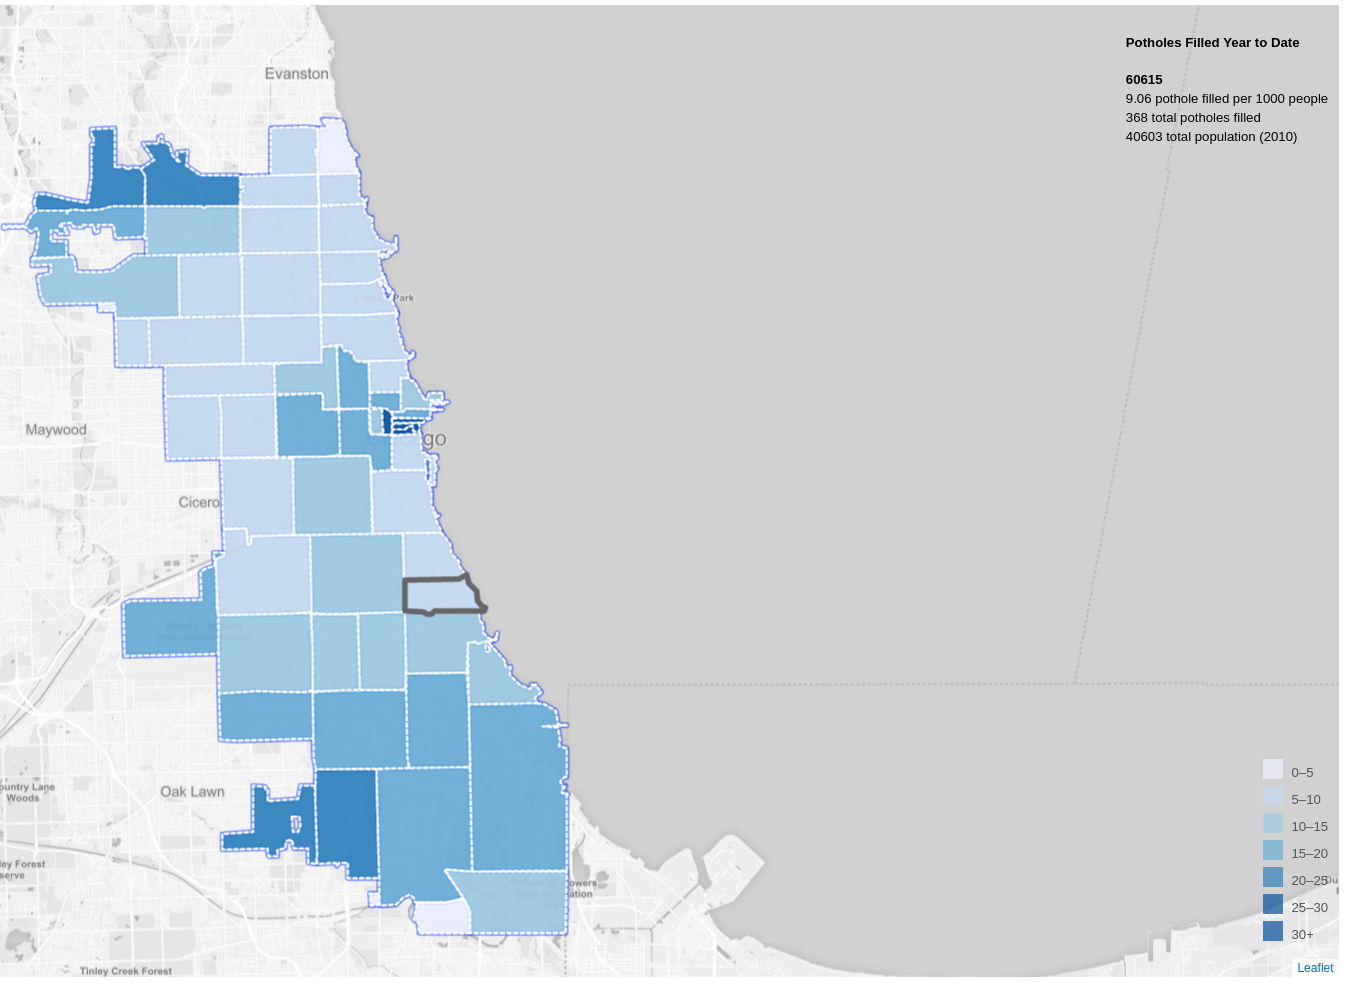 Potholes Filled Year to Date
60615
9.06 pothole filled per 1000 people
368 total potholes filled
40603 total population (2010)
Evanston
Park
Maywood
go
Cicero
Oak Lawn
ountry Lane
Woods
ley Forest
serve
Tinley Creek Forest
0–5
5–10
10–15
15–20
20–25
25–30
30+
Leaflet